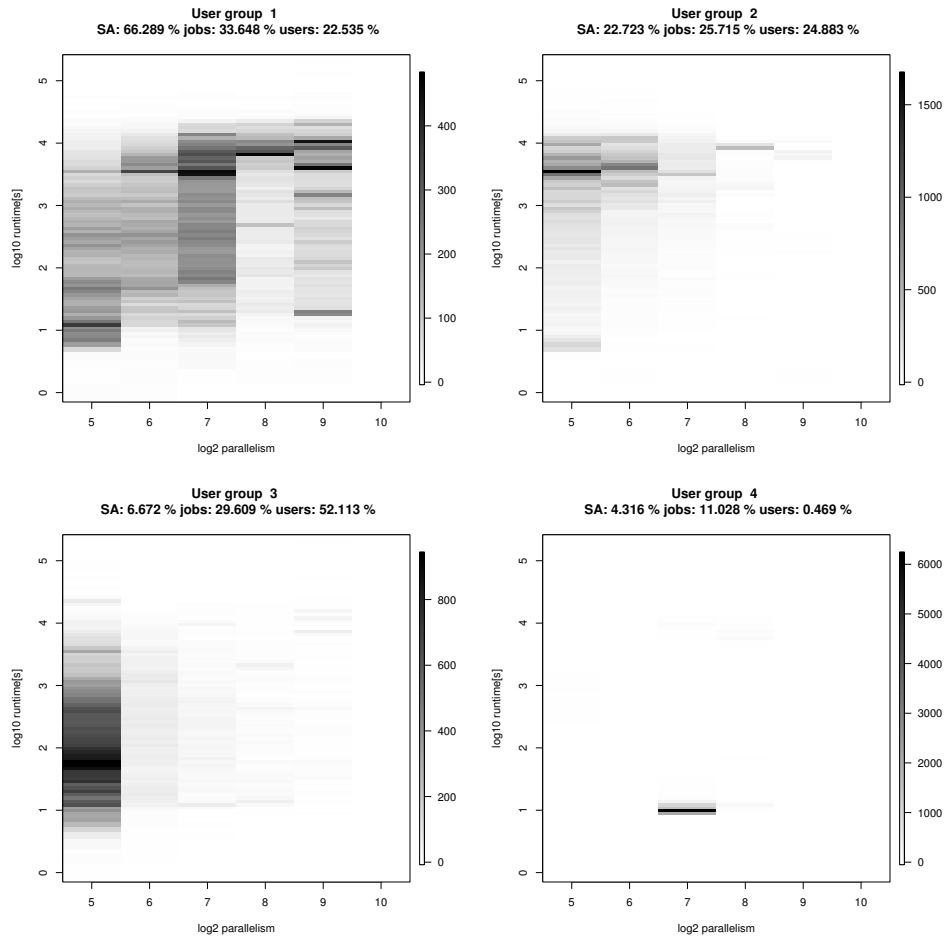 User group  1
SA: 66.289 % jobs: 33.648 % users: 22.535 %
log10 runtime[s]
0 1 2 3 4 5
5 6 7 8 9 10
log2 parallelism
0 100 200 300 400
User group  2
SA: 22.723 % jobs: 25.715 % users: 24.883 %
log10 runtime[s]
0 1 2 3 4 5
5 6 7 8 9 10
log2 parallelism
0 500 1000 1500
User group  3
SA: 6.672 % jobs: 29.609 % users: 52.113 %
log10 runtime[s]
0 1 2 3 4 5
5 6 7 8 9 10
log2 parallelism
0 200 400 600 800
User group  4
SA: 4.316 % jobs: 11.028 % users: 0.469 %
log10 runtime[s]
0 1 2 3 4 5
5 6 7 8 9 10
log2 parallelism
0 1000 2000 3000 4000 5000 6000